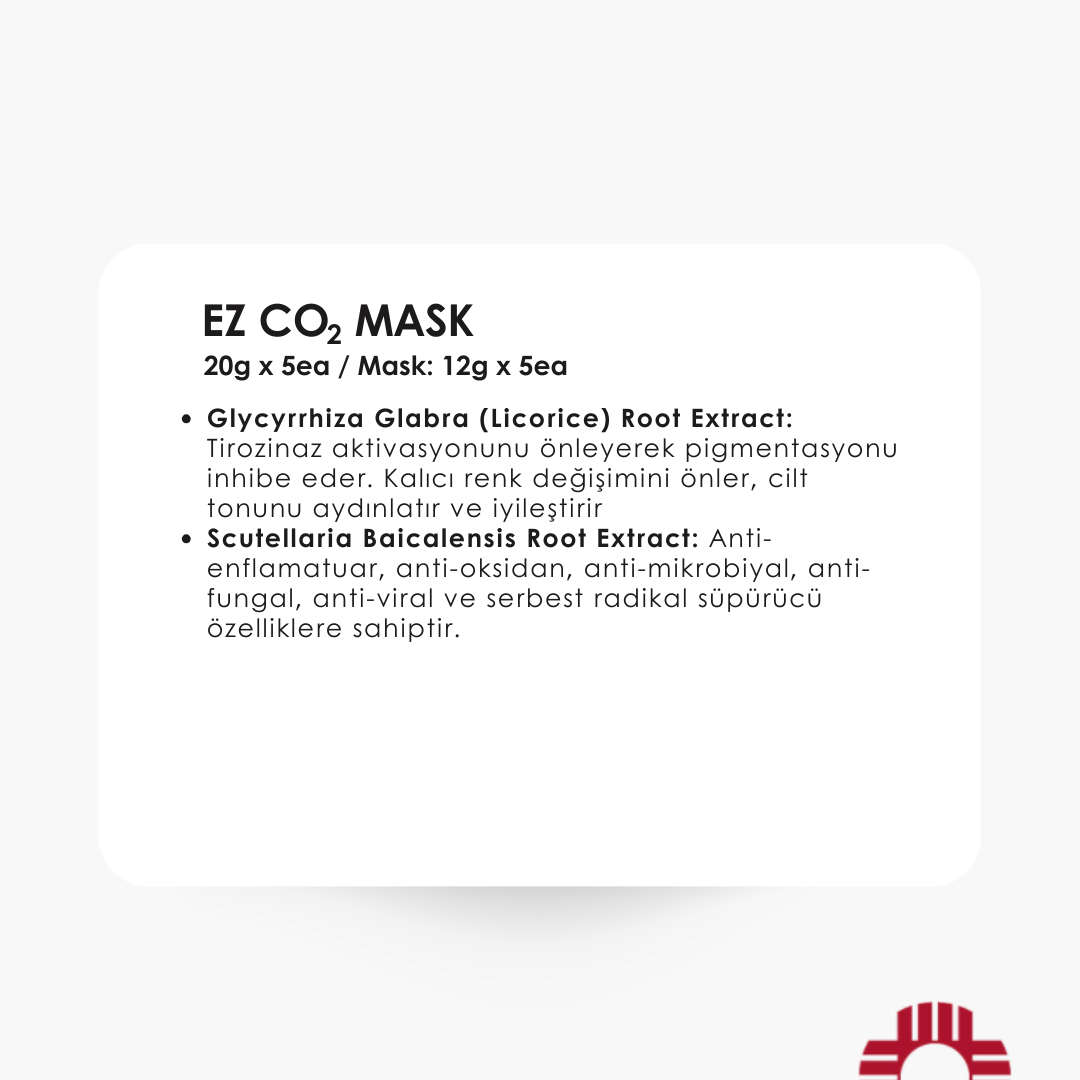 EZ CO₂ MASK
20g x 5ea / Mask: 12g x 5ea
• Glycyrrhiza Glabra (Licorice) Root Extract:
Tirozinaz aktivasyonunu önleyerek pigmentasyonu
inhibe eder. Kalıcı renk değişimini önler, cilt
tonunu aydınlatır ve iyileştirir
• Scutellaria Baicalensis Root Extract: Anti-
enflamatuar, anti-oksidan, anti-mikrobiyal, anti-
fungal, anti-viral ve serbest radikal süpürücü
özelliklere sahiptir.